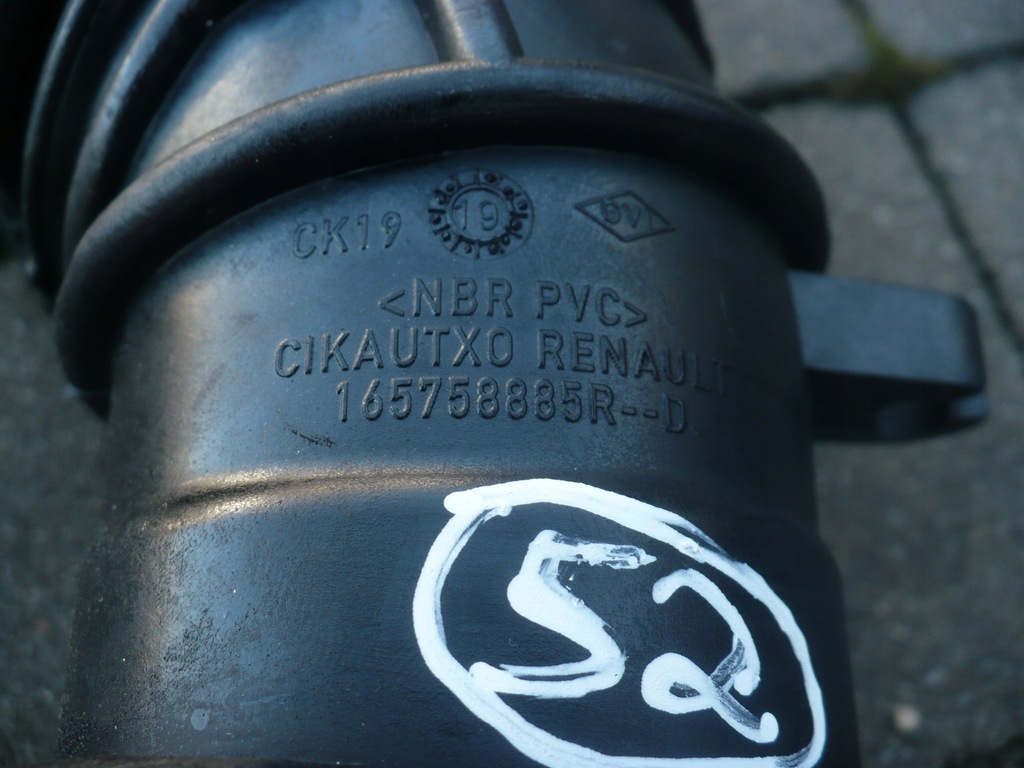 CK19 19
<NBR PVC>
CIKAUTXO RENAULT
165758885R--D
52